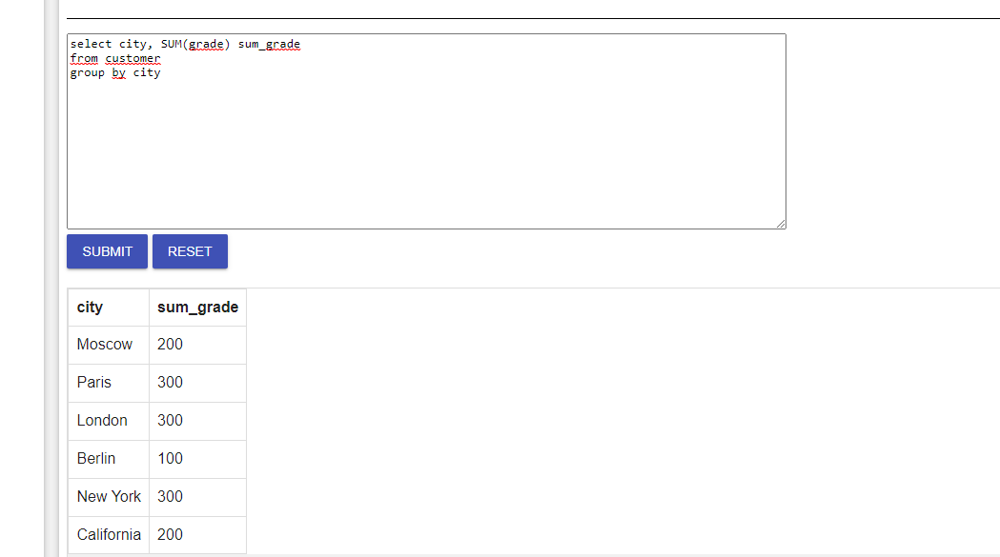 select city, SUM(grade) sum_grade
from customer
group by city
SUBMIT RESET
city sum_grade
Moscow 200
Paris 300
London 300
Berlin 100
New York 300
California 200